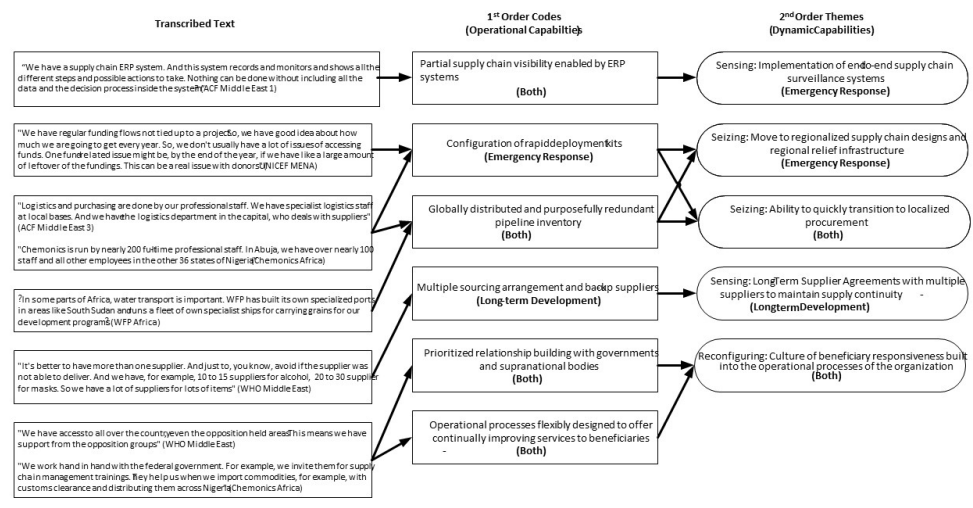 Transcribed Text
1st Order Codes
(Operational Capabilties)
2nd Order Themes
(DynamicCapabilities)
"We have a supply chain ERP system. And this system records and monitors and shows all the
different steps and possible actions to take. Nothing can be done without including all the
data and the decision process inside the system" (ACF Middle East 1)
Partial supply chain visibility enabled by ERP
systems
(Both)
Sensing: Implementation of end-to-end supply chain
surveillance systems
(Emergency Response)
"We have regular funding flows not tied up to a project. So, we have good idea about how
much we are going to get every year. So, we don't usually have a lot of issues of accessing
funds. One fund related issue might be, by the end of the year, if we have like a large amount
of leftover of the fundings. This can be a real issue with donors" (UNICEF MENA)
Configuration of rapid deployment kits
(Emergency Response)
Seizing: Move to regionalized supply chain designs and
regional relief infrastructure
(Emergency Response)
"Logistics and purchasing are done by our professional staff. We have specialist logistics staff
at local bases. And we have the logistics department in the capital, who deals with suppliers"
(ACF Middle East 3)
"Chemonics is run by nearly 200 full-time professional staff. In Abuja, we have over nearly 100
staff and all other employees in the other 36 states of Nigeria" (Chemonics Africa)
Globally distributed and purposefully redundant
pipeline inventory
(Both)
Seizing: Ability to quickly transition to localized
procurement
(Both)
?In some parts of Africa, water transport is important. WFP has built its own specialized ports
in areas like South Sudan and runs a fleet of own specialist ships for carrying grains for our
development programs? (WFP Africa)
Multiple sourcing arrangement and back-up suppliers
(Long-term Development)
Sensing: Long-Term Supplier Agreements with multiple
suppliers to maintain supply continuity -
(Longterm Development)
"It's better to have more than one supplier. And just to, you know, avoid if the supplier was
not able to deliver. And we have, for example, 10 to 15 suppliers for alcohol, 20 to 30 supplier
for masks. So we have a lot of suppliers for lots of items" (WHO Middle East)
Prioritized relationship building with governments
and supranational bodies
(Both)
Reconfiguring: Culture of beneficiary responsiveness built
into the operational processes of the organization
(Both)
"We have access to all over the country, even the opposition held areas. This means we have
support from the opposition groups" (WHO Middle East)
"We work hand in hand with the federal government. For example, we invite them for supply
chain management trainings. They help us when we import commodities, for example, with
customs clearance and distributing them across Nigeria" (Chemonics Africa)
Operational processes flexibly designed to offer
continually improving services to beneficiaries
-
(Both)